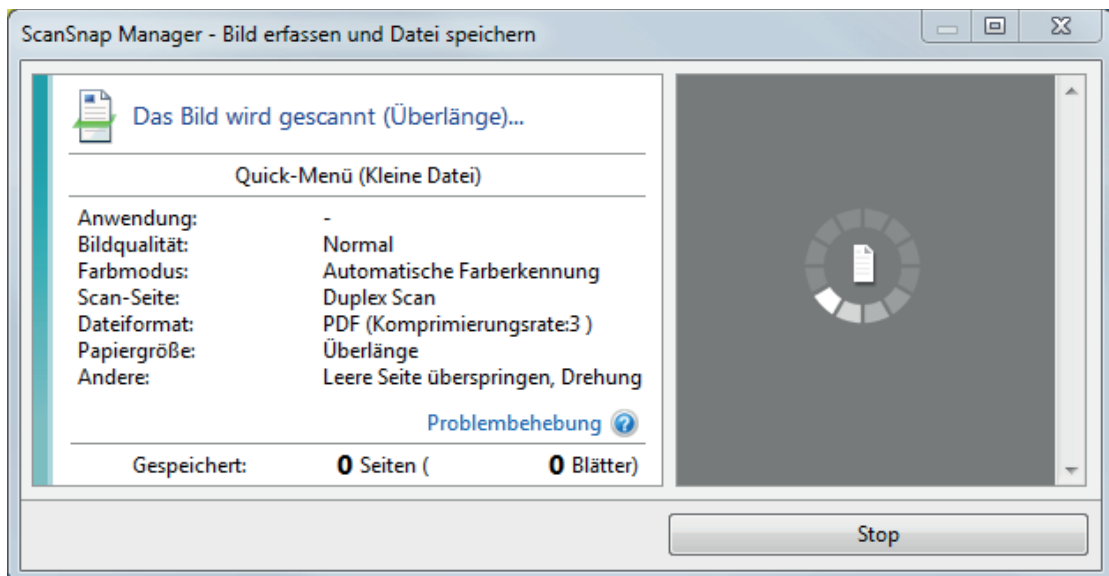 ScanSnap Manager - Bild erfassen und Datei speichern
Das Bild wird gescannt (Überlänge)...
Quick-Menü (Kleine Datei)
Anwendung: -
Bildqualität: Normal
Farbmodus: Automatische Farberkennung
Scan-Seite: Duplex Scan
Dateiformat: PDF (Komprimierungsrate:3 )
Papiergröße: Überlänge
Andere: Leere Seite überspringen, Drehung
Problembehebung
Gespeichert: 0 Seiten ( 0 Blätter)
Stop